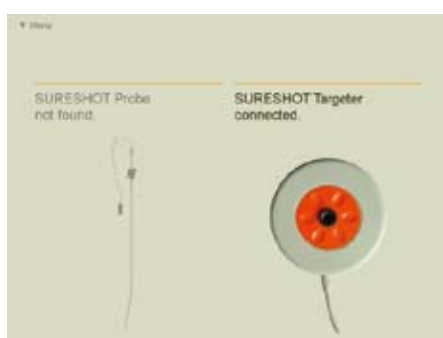 Menu
SURESHOT Probe
not found.
SURESHOT Targeter
connected.